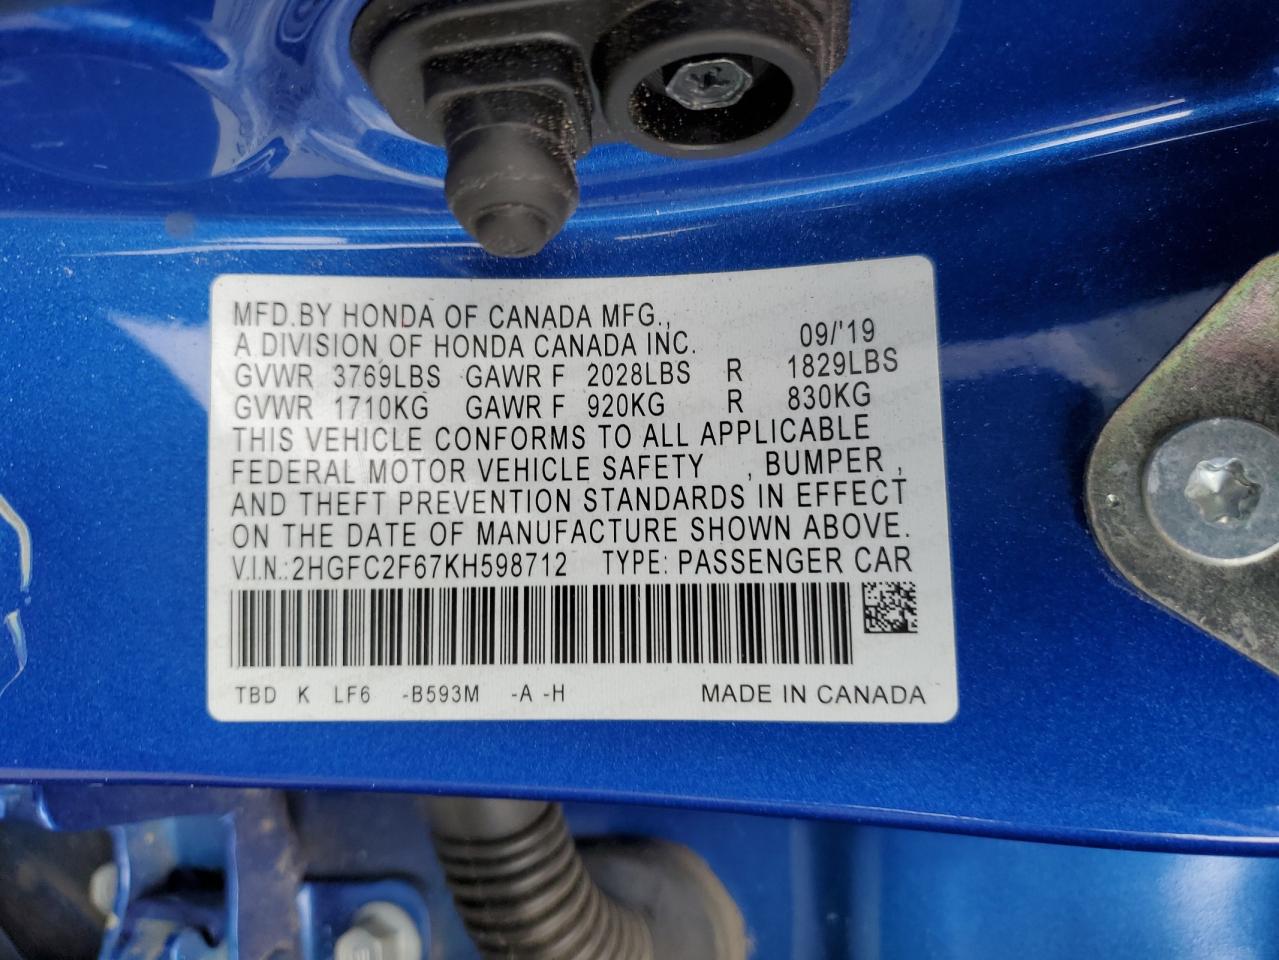 MFD.BY HONDA OF CANADA MFG.,
A DIVISION OF HONDA CANADA INC. 09/'19
GVWR 3769LBS GAWR F 2028LBS R 1829LBS
GVWR 1710KG GAWR F 920KG R 830KG
THIS VEHICLE CONFORMS TO ALL APPLICABLE
FEDERAL MOTOR VEHICLE SAFETY , BUMPER,
AND THEFT PREVENTION STANDARDS IN EFFECT
ON THE DATE OF MANUFACTURE SHOWN ABOVE.
V.I.N.:2HGFC2F67KH598712 TYPE: PASSENGER CAR
TBD K LF6 -B593M -A -H MADE IN CANADA